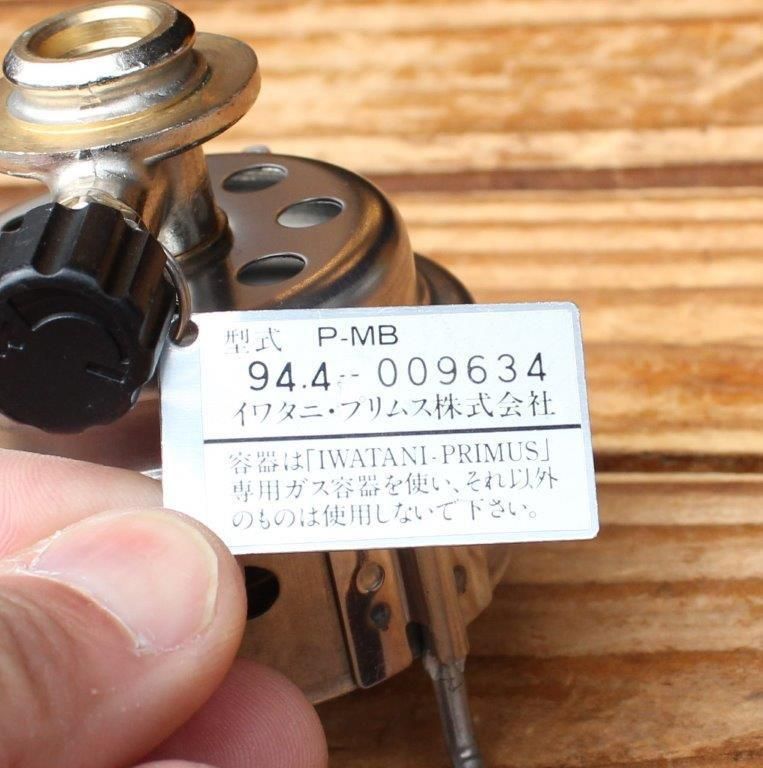 型式 P-MB
94.4-- 009634
イワタニ・プリムス株式会社
容器は「IWATANI-PRIMUS」
専用ガス容器を使い、それ以外
のものは使用しないで下さい。